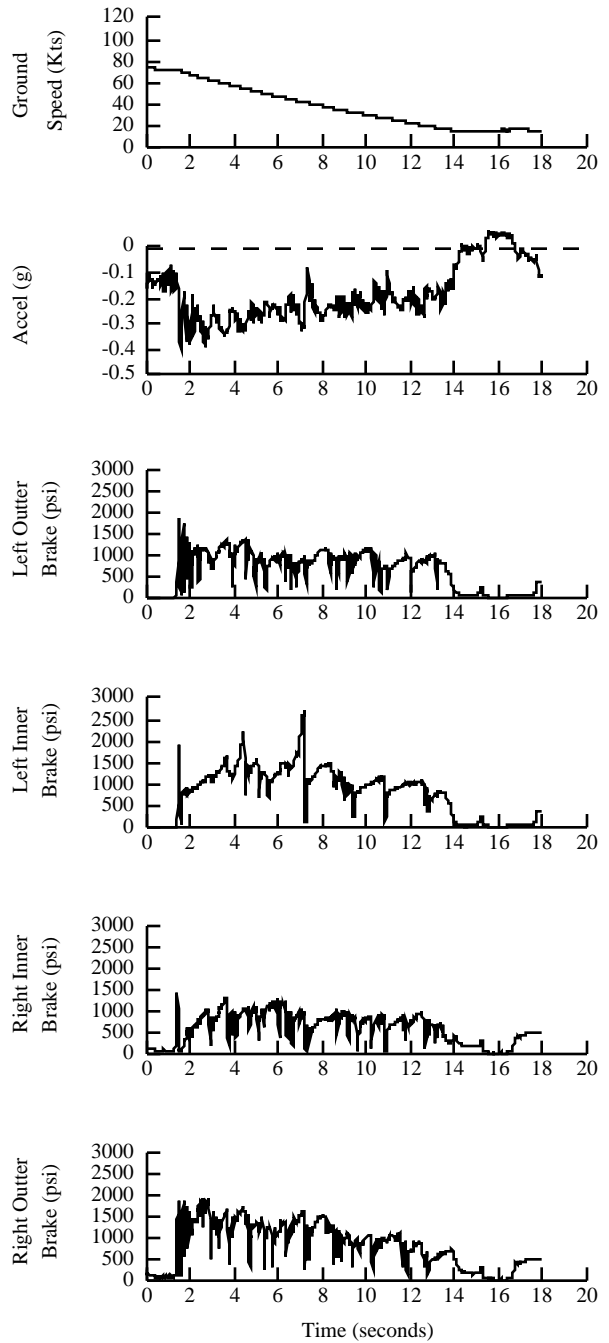 Ground
Speed (Kts)
120
100
80
60
40
20
0
0 2 4 6 8 10 12 14 16 18 20
Accel (g)
0
-0.1
-0.2
-0.3
-0.4
-0.5
0 2 4 6 8 10 12 14 16 18 20
Left Outter
Brake (psi)
3000
2500
2000
1500
1000
500
0
0 2 4 6 8 10 12 14 16 18 20
Left Inner
Brake (psi)
3000
2500
2000
1500
1000
500
0
0 2 4 6 8 10 12 14 16 18 20
Right Inner
Brake (psi)
3000
2500
2000
1500
1000
500
0
0 2 4 6 8 10 12 14 16 18 20
Right Outter
Brake (psi)
3000
2500
2000
1500
1000
500
0
0 2 4 6 8 10 12 14 16 18 20
Time (seconds)